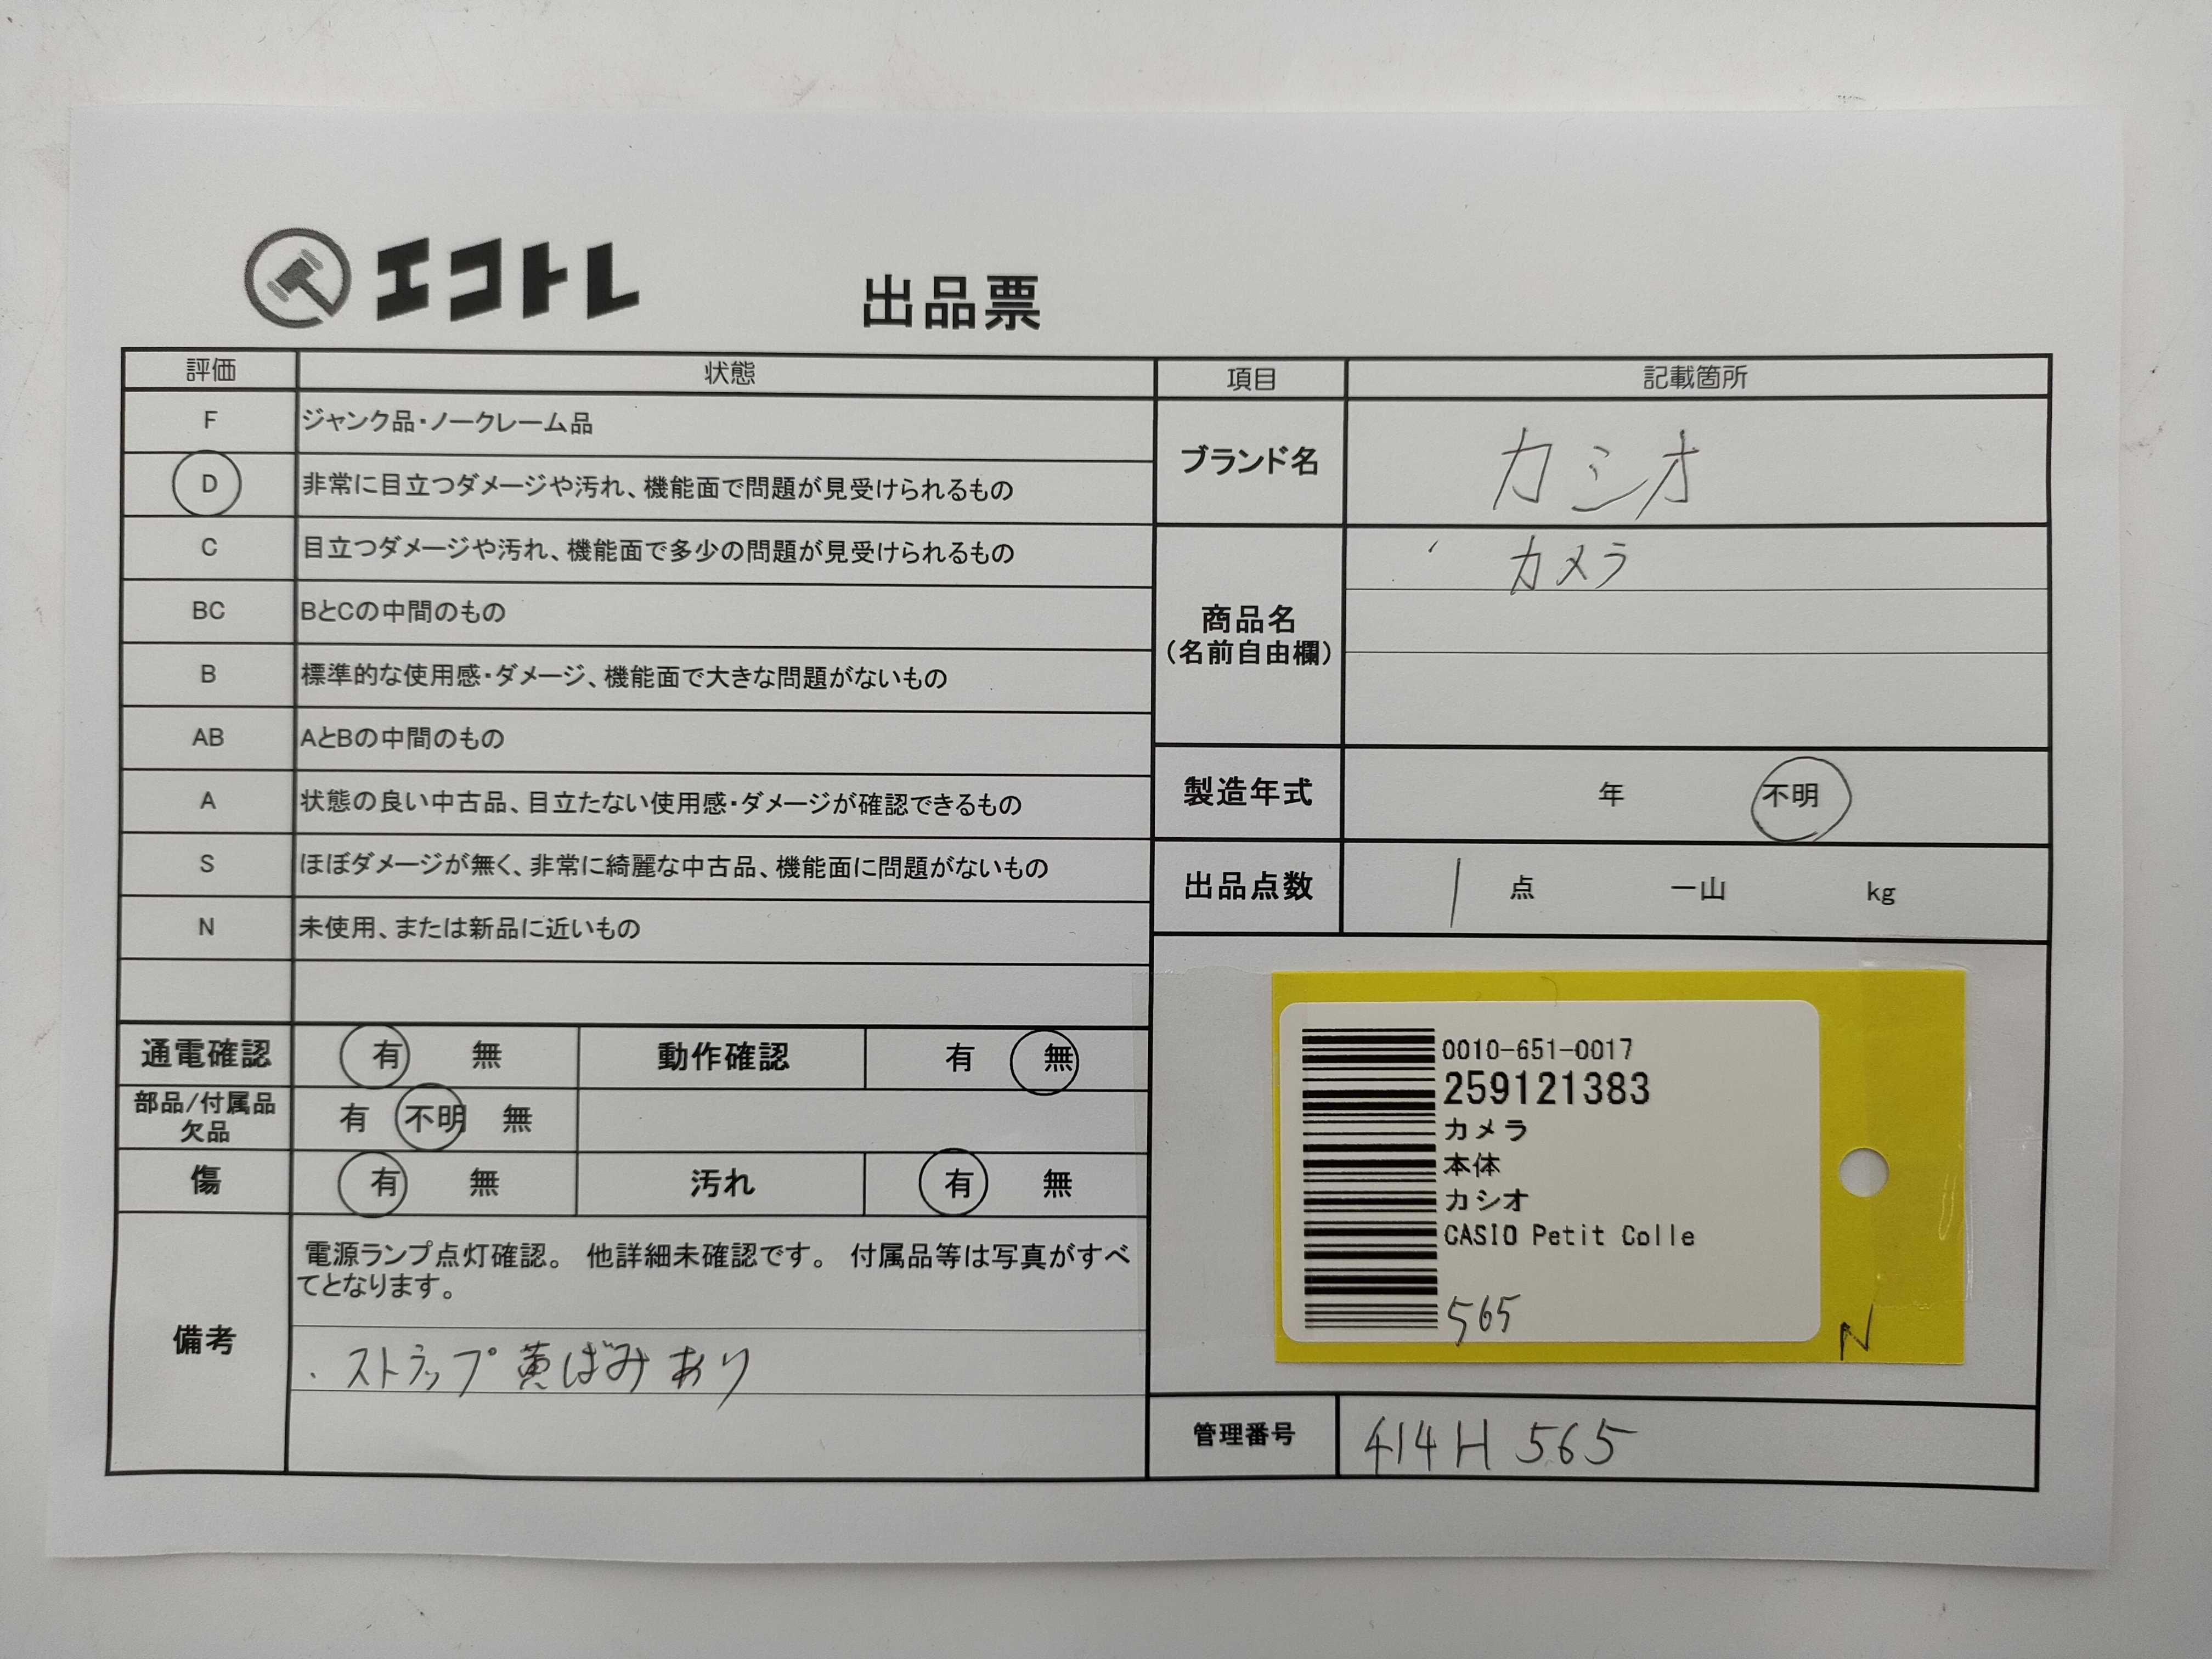 エコトレ
出品票
評価 状態
F ジャンク品・ノークレーム品
D 非常に目立つダメージや汚れ、機能面で問題が見受けられるもの
C 目立つダメージや汚れ、機能面で多少の問題が見受けられるもの
BC BとCの中間のもの
B 標準的な使用感・ダメージ、機能面で大きな問題がないもの
AB AとBの中間のもの
A 状態の良い中古品、目立たない使用感・ダメージが確認できるもの
S ほぼダメージが無く、非常に綺麗な中古品、機能面に問題がないもの
N 未使用、または新品に近いもの
通電確認 有 無 動作確認 有 無
部品/付属品
欠品 有 不明 無
傷 有 無 汚れ 有 無
備考
電源ランプ点灯確認。 他詳細未確認です。 付属品等は写真がすべ
てとなります。
・ストラップ黄ばみあり
項目 記載箇所
ブランド名 カシオ
商品名
(名前自由欄)
カメラ
製造年式 年 不明
出品点数 1 点 一山 kg
0010-651-0017
259121383
カメラ
本体
カシオ
CASIO Petit Colle
565
N
管理番号 414H 565